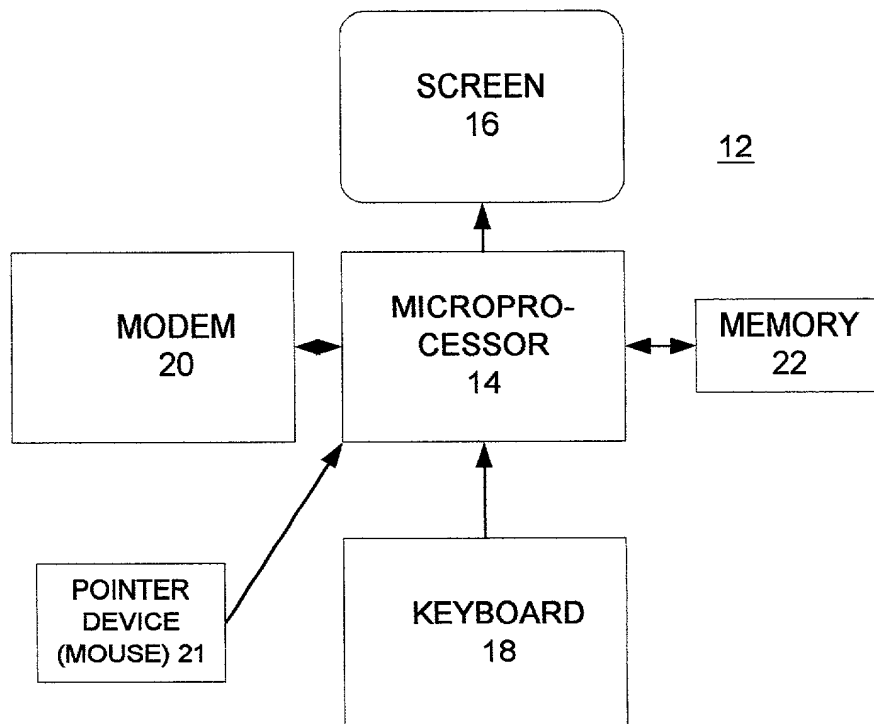 SCREEN
16
12
MODEM
20
MICROPRO-
CESSOR
14
MEMORY
22
POINTER
DEVICE
(MOUSE) 21
KEYBOARD
18